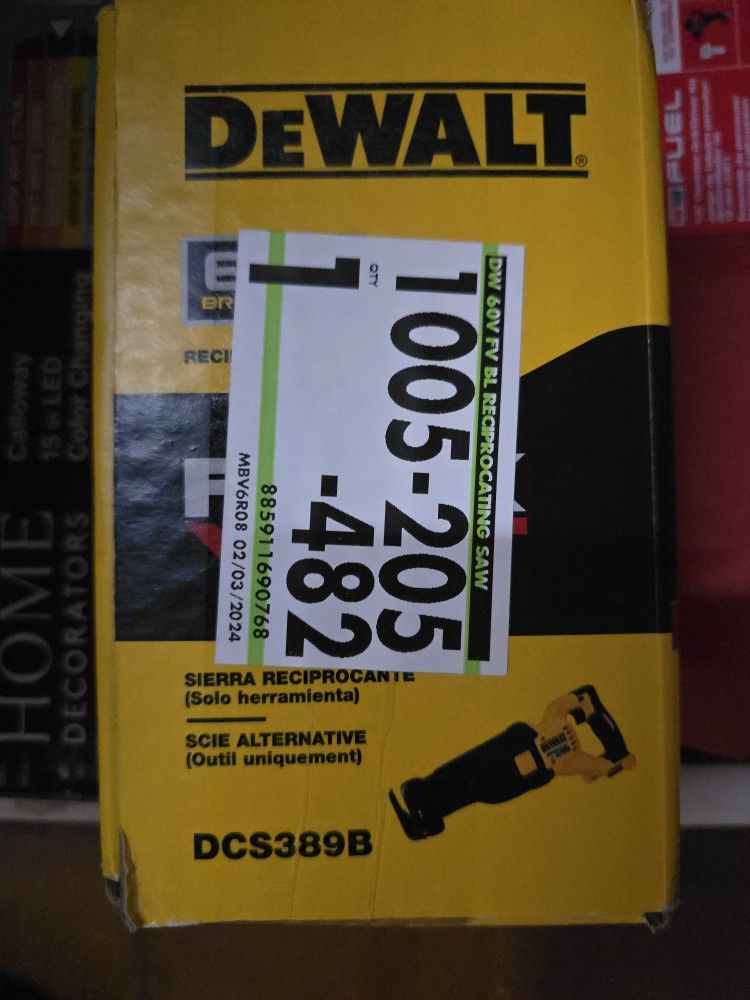 DEWALT®
BR
RECI
DW 60V FV BL RECIPROCATING SAW
1005-205
-482
QTY
1
885911690768
MBV6R08 02/03/2024
SIERRA RECIPROCANTE
(Solo herramienta)
SCIE ALTERNATIVE
(Outil uniquement)
DCS389B
DEWALT
Calloway
15 in LED
Color Changing
HOME
DECORATORS
FUEL